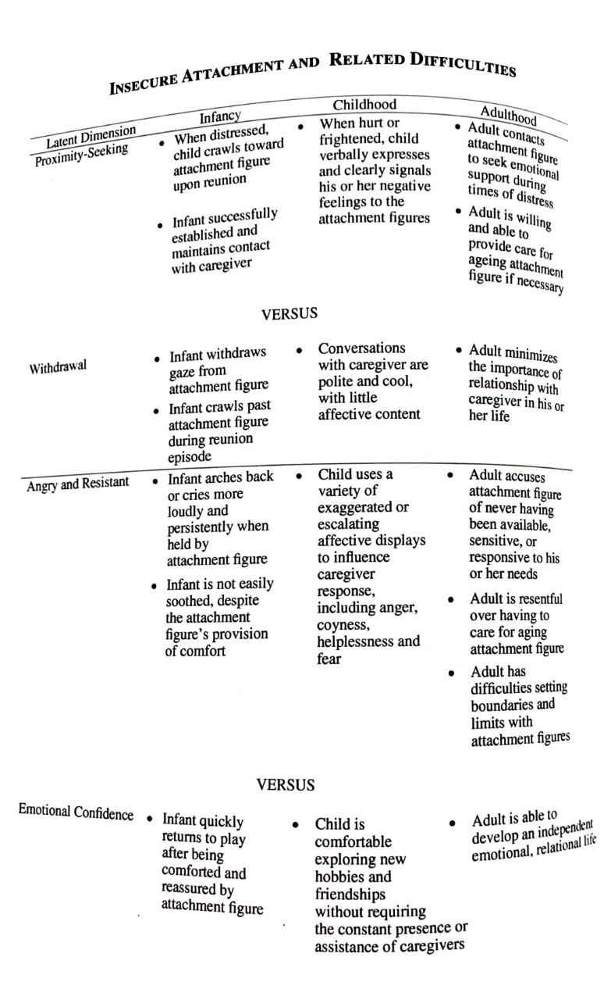 INSECURE ATTACHMENT AND RELATED DIFFICULTIES
Latent Dimension
Infancy
Childhood
Adulthood
Proximity-Seeking
• When distressed,
child crawls toward
attachment figure
upon reunion
• Infant successfully
established and
maintains contact
with caregiver
• When hurt or
frightened, child
verbally expresses
and clearly signals
his or her negative
feelings to the
attachment figures
• Adult contacts
attachment figure
to seek emotional
support during
times of distress
• Adult is willing
and able to
provide care for
ageing attachment
figure if necessary
VERSUS
Withdrawal
• Infant withdraws
gaze from
attachment figure
• Infant crawls past
attachment figure
during reunion
episode
• Conversations
with caregiver are
polite and cool,
with little
affective content
• Adult minimizes
the importance of
relationship with
caregiver in his or
her life
Angry and Resistant
• Infant arches back
or cries more
loudly and
persistently when
held by
attachment figure
• Infant is not easily
soothed, despite
the attachment
figure's provision
of comfort
• Child uses a
variety of
exaggerated or
escalating
affective displays
to influence
caregiver
response,
including anger,
coyness,
helplessness and
fear
• Adult accuses
attachment figure
of never having
been available,
sensitive, or
responsive to his
or her needs
• Adult is resentful
over having to
care for aging
attachment figure
• Adult has
difficulties setting
boundaries and
limits with
attachment figures
VERSUS
Emotional Confidence
• Infant quickly
returns to play
after being
comforted and
reassured by
attachment figure
• Child is
comfortable
exploring new
hobbies and
friendships
without requiring
the constant presence or
assistance of caregivers
• Adult is able to
develop an independent
emotional, relational life